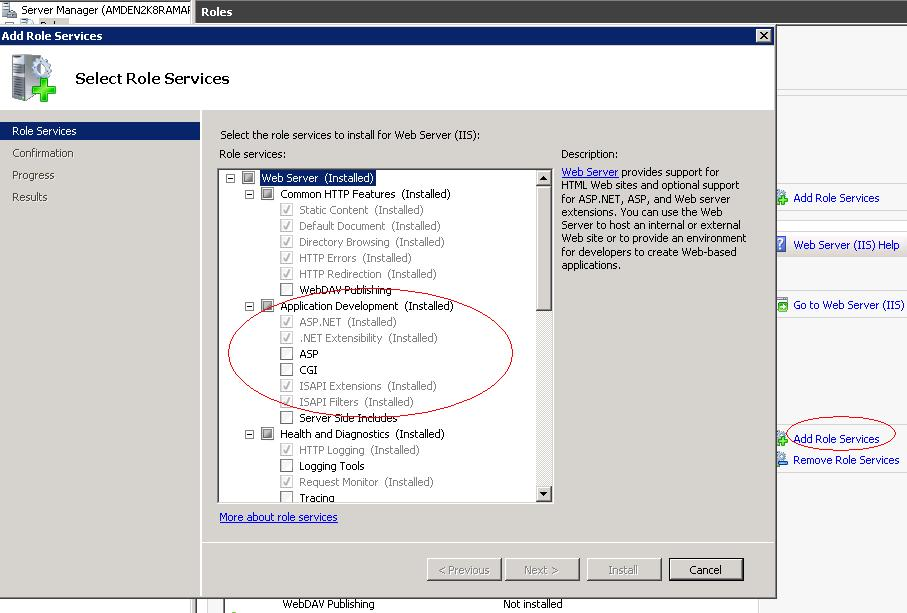 Server Manager (AMDEN2K8RAMAP
Roles
Add Role Services
Select Role Services
Role Services
Confirmation
Progress
Results
Select the role services to install for Web Server (IIS):
Role services:
Web Server (Installed)
Common HTTP Features (Installed)
Static Content (Installed)
Default Document (Installed)
Directory Browsing (Installed)
HTTP Errors (Installed)
HTTP Redirection (Installed)
WebDAV Publishing
Application Development (Installed)
ASP.NET (Installed)
.NET Extensibility (Installed)
ASP
CGI
ISAPI Extensions (Installed)
ISAPI Filters (Installed)
Server Side Includes
Health and Diagnostics (Installed)
HTTP Logging (Installed)
Logging Tools
Request Monitor (Installed)
Tracing
More about role services
Description:
Web Server provides support for
HTML Web sites and optional support
for ASP.NET, ASP, and Web server
extensions. You can use the Web
Server to host an internal or external
Web site or to provide an environment
for developers to create Web-based
applications.
< Previous
Next >
Install
Cancel
Add Role Services
Web Server (IIS) Help
Go to Web Server (IIS)
Add Role Services
Remove Role Services
WebDAV Publishing
Not installed